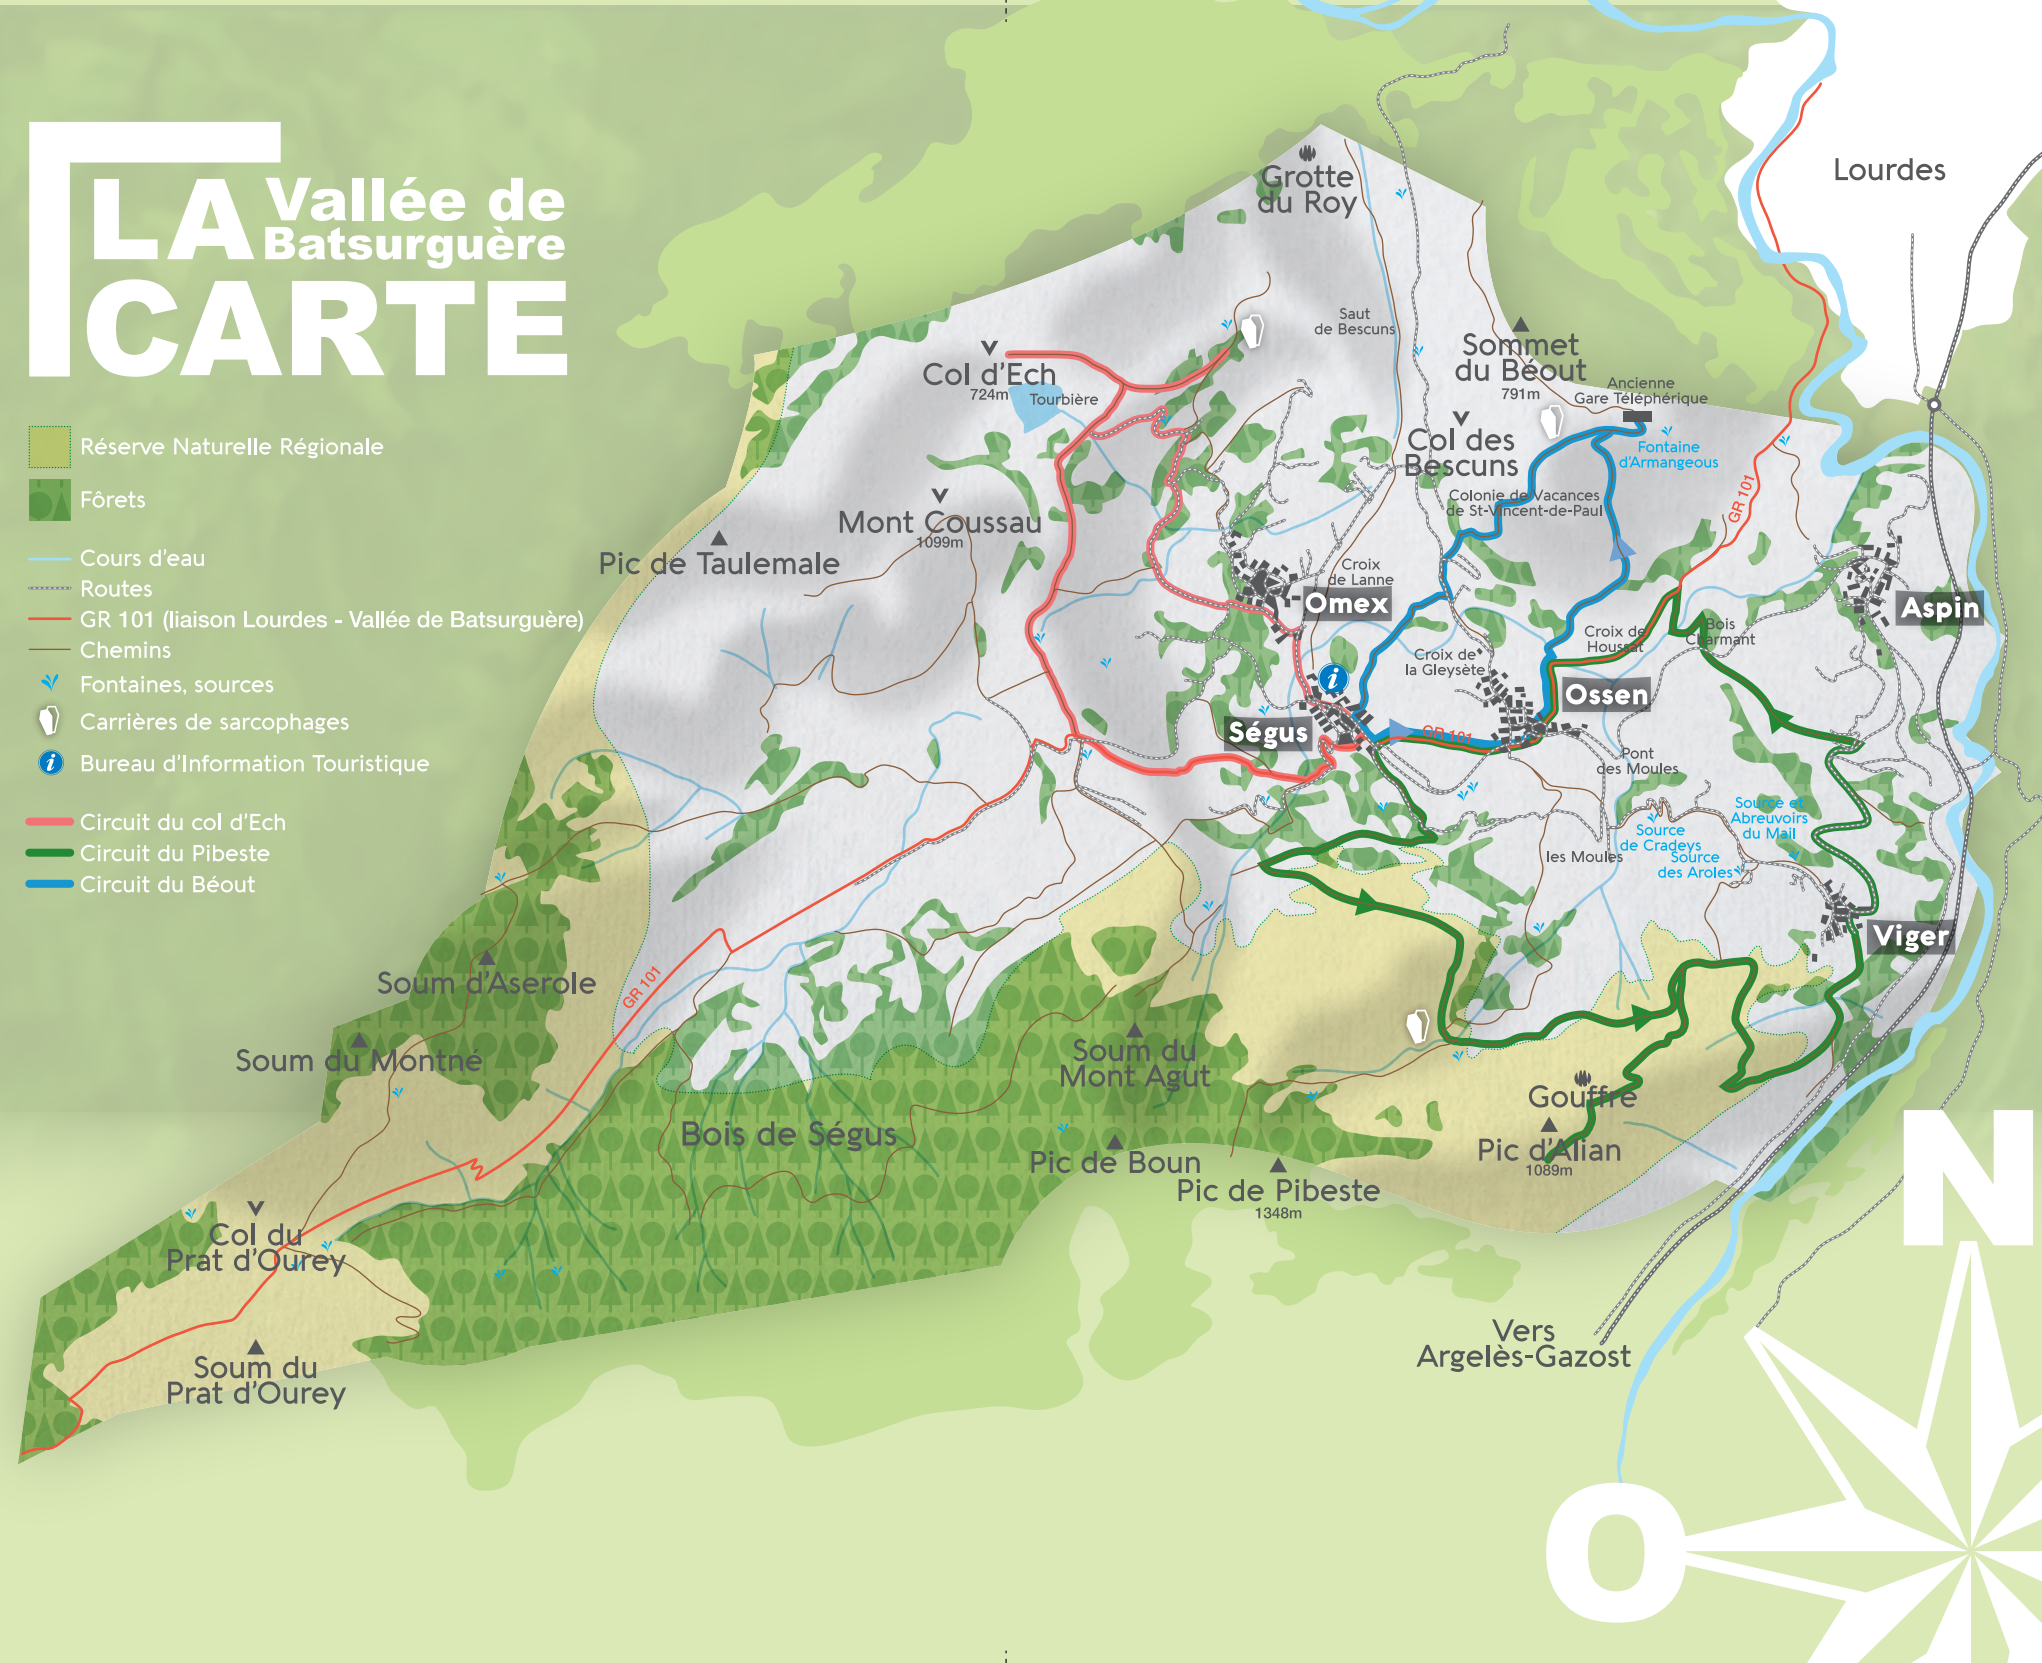 LA Vallée de
Batsurguère
CARTE
Réserve Naturelle Régionale
Fôrets
Cours d'eau
Routes
GR 101 (liaison Lourdes - Vallée de Batsurguère)
Chemins
Fontaines, sources
Carrières de sarcophages
i Bureau d'Information Touristique
Circuit du col d'Ech
Circuit du Pibeste
Circuit du Béout
Lourdes
Grotte
du Roy
Saut
de Bescuns
Sommet
du Béout
791m
Ancienne
Gare Téléphérique
Col d'Ech
724m
Tourbière
Col des
Bescuns
Fontaine
d'Armangeous
Colonie de Vacances
de St-Vincent-de-Paul
GR 101
Mont Coussau
1099m
Pic de Taulemale
Croix
de Lanne
Omex
Aspin
Croix de
Houssat
Bois
Charmant
Croix de
la Gleysète
i
Ossen
Ségus
GR 101
Pont
des Moules
Source et
Abreuvoirs
du Mail
Source
de Cradeys
les Moules
Source
des Aroles
Viger
Soum d'Aserole
GR 101
Soum du Montné
Soum du
Mont Agut
Gouffre
Bois de Ségus
Pic de Boun
Pic d'Alian
1089m
Pic de Pibeste
1348m
Col du
Prat d'Ourey
Soum du
Prat d'Ourey
Vers
Argelès-Gazost
N
O